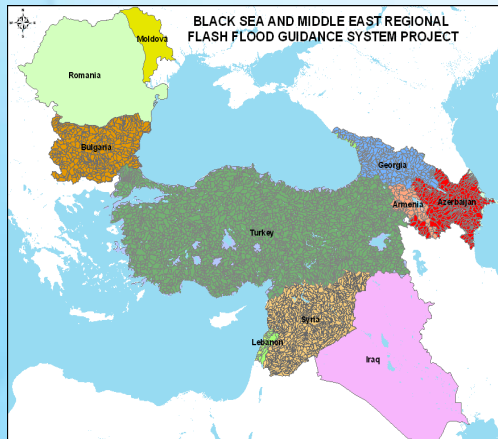 BLACK SEA AND MIDDLE EAST REGIONAL
FLASH FLOOD GUIDANCE SYSTEM PROJECT
Moldova
Romania
Bulgaria
Georgia
Armenia
Azerbaijan
Turkey
Syria
Lebanon
Iraq